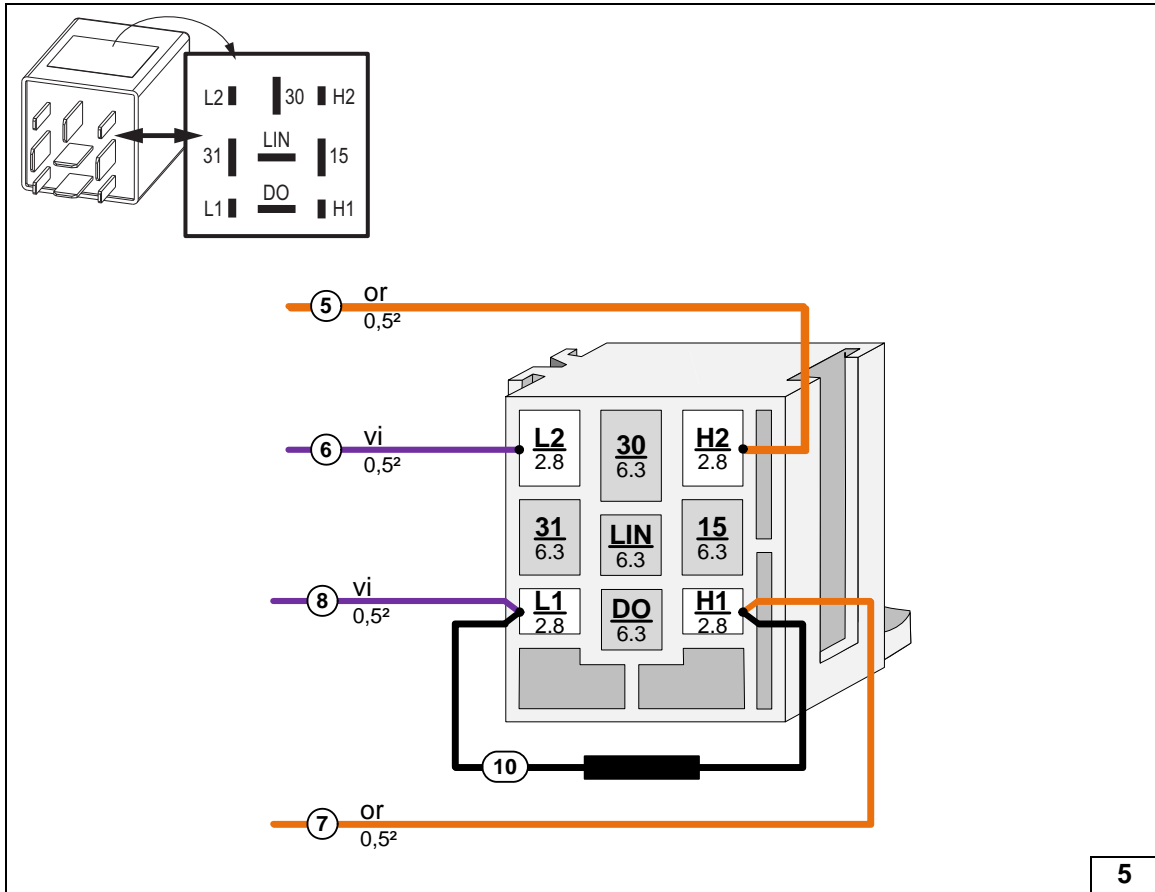 L2 30 H2
31 LIN 15
L1 DO H1
5 or
0,5²
6 vi
0,5²
L2
2.8
30
6.3
H2
2.8
31
6.3
LIN
6.3
15
6.3
8 vi
0,5²
L1
2.8
DO
6.3
H1
2.8
10
7 or
0,5²
5